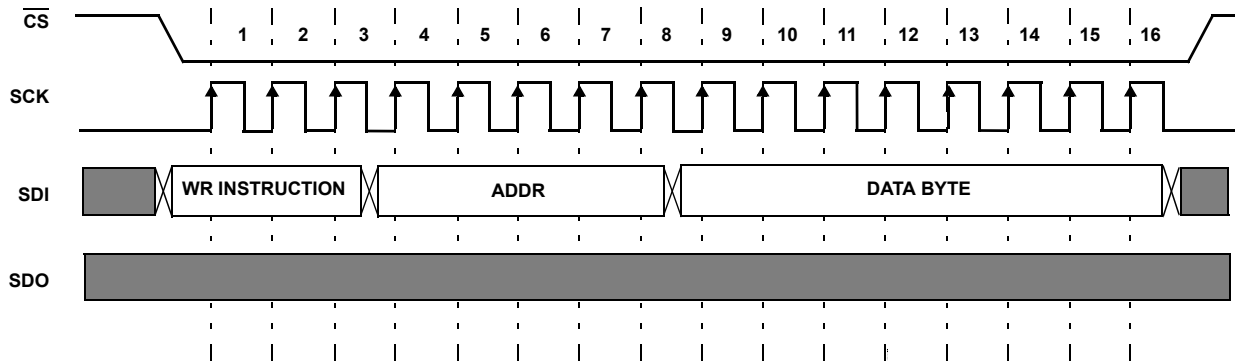 CS
1 2 3 4 5 6 7 8 9 10 11 12 13 14 15 16
SCK
SDI WR INSTRUCTION ADDR DATA BYTE
SDO